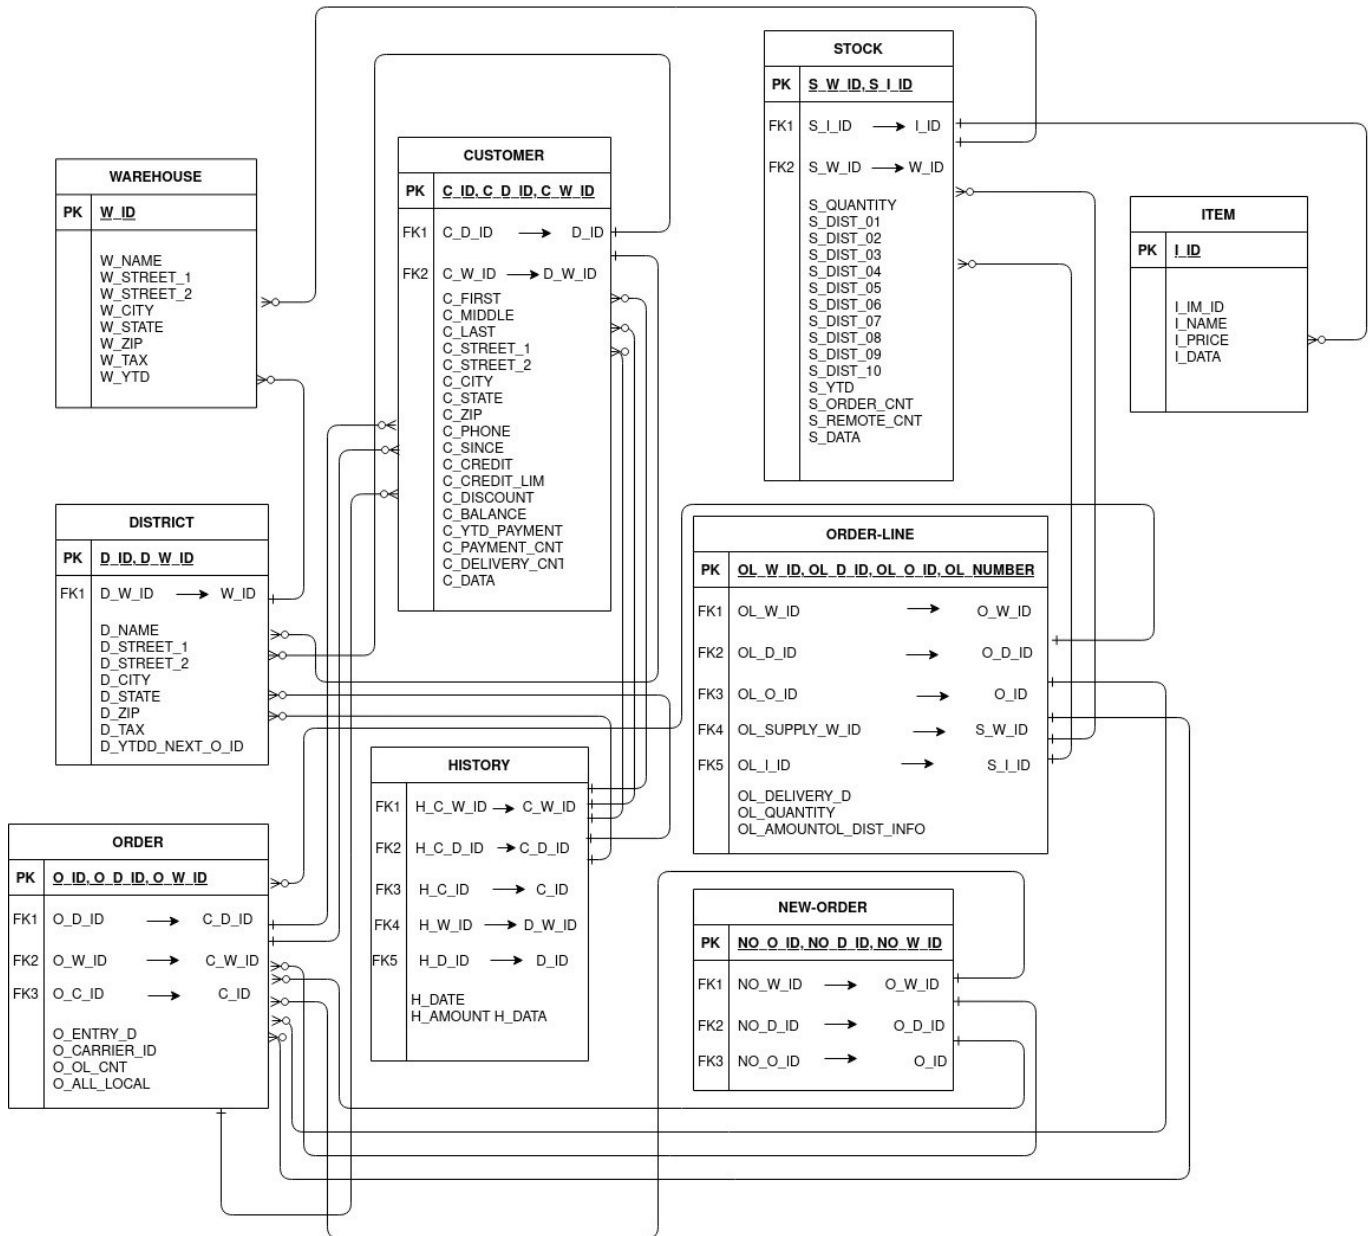 STOCK
PK S_W_ID, S_I_ID
FK1 S_I_ID I_ID
FK2 S_W_ID W_ID
S_QUANTITY
S_DIST_01
S_DIST_02
S_DIST_03
S_DIST_04
S_DIST_05
S_DIST_06
S_DIST_07
S_DIST_08
S_DIST_09
S_DIST_10
S_YTD
S_ORDER_CNT
S_REMOTE_CNT
S_DATA
CUSTOMER
PK C_ID, C_D_ID, C_W_ID
FK1 C_D_ID D_ID
FK2 C_W_ID D_W_ID
C_FIRST
C_MIDDLE
C_LAST
C_STREET_1
C_STREET_2
C_CITY
C_STATE
C_ZIP
C_PHONE
C_SINCE
C_CREDIT
C_CREDIT_LIM
C_DISCOUNT
C_BALANCE
C_YTD_PAYMENT
C_PAYMENT_CNT
C_DELIVERY_CNT
C_DATA
WAREHOUSE
PK W_ID
W_NAME
W_STREET_1
W_STREET_2
W_CITY
W_STATE
W_ZIP
W_TAX
W_YTD
ITEM
PK I_ID
I_IM_ID
I_NAME
I_PRICE
I_DATA
DISTRICT
PK D_ID, D_W_ID
FK1 D_W_ID W_ID
D_NAME
D_STREET_1
D_STREET_2
D_CITY
D_STATE
D_ZIP
D_TAX
D_YTDD_NEXT_O_ID
ORDER-LINE
PK OL_W_ID, OL_D_ID, OL_O_ID, OL_NUMBER
FK1 OL_W_ID O_W_ID
FK2 OL_D_ID O_D_ID
FK3 OL_O_ID O_ID
FK4 OL_SUPPLY_W_ID S_W_ID
FK5 OL_I_ID S_I_ID
OL_DELIVERY_D
OL_QUANTITY
OL_AMOUNTOL_DIST_INFO
HISTORY
FK1 H_C_W_ID C_W_ID
FK2 H_C_D_ID C_D_ID
FK3 H_C_ID C_ID
FK4 H_W_ID D_W_ID
FK5 H_D_ID D_ID
H_DATE
H_AMOUNT H_DATA
ORDER
PK O_ID, O_D_ID, O_W_ID
FK1 O_D_ID C_D_ID
FK2 O_W_ID C_W_ID
FK3 O_C_ID C_ID
O_ENTRY_D
O_CARRIER_ID
O_OL_CNT
O_ALL_LOCAL
NEW-ORDER
PK NO_O_ID, NO_D_ID, NO_W_ID
FK1 NO_W_ID O_W_ID
FK2 NO_D_ID O_D_ID
FK3 NO_O_ID O_ID